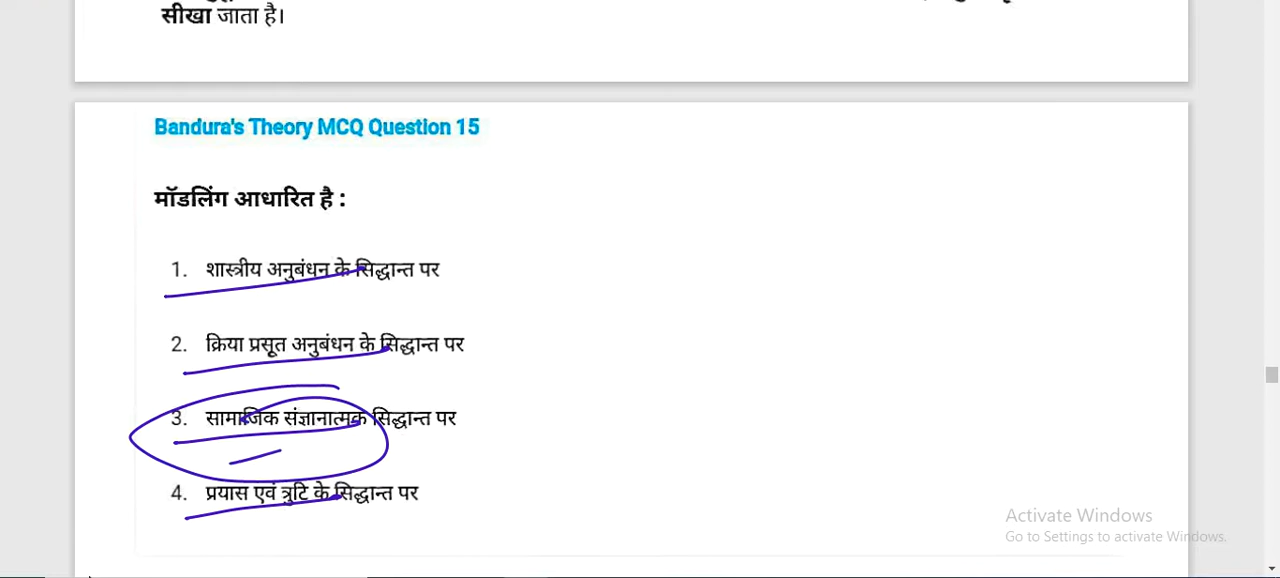 सीखा जाता है।
Bandura's Theory MCQ Question 15
मॉडलिंग आधारित है :
1. शास्त्रीय अनुबंधन के सिद्धान्त पर
2. क्रिया प्रसूत अनुबंधन के सिद्धान्त पर
3. सामाजिक संज्ञानात्मक सिद्धान्त पर
4. प्रयास एवं त्रुटि के सिद्धान्त पर
Activate Windows
Go to Settings to activate Windows.